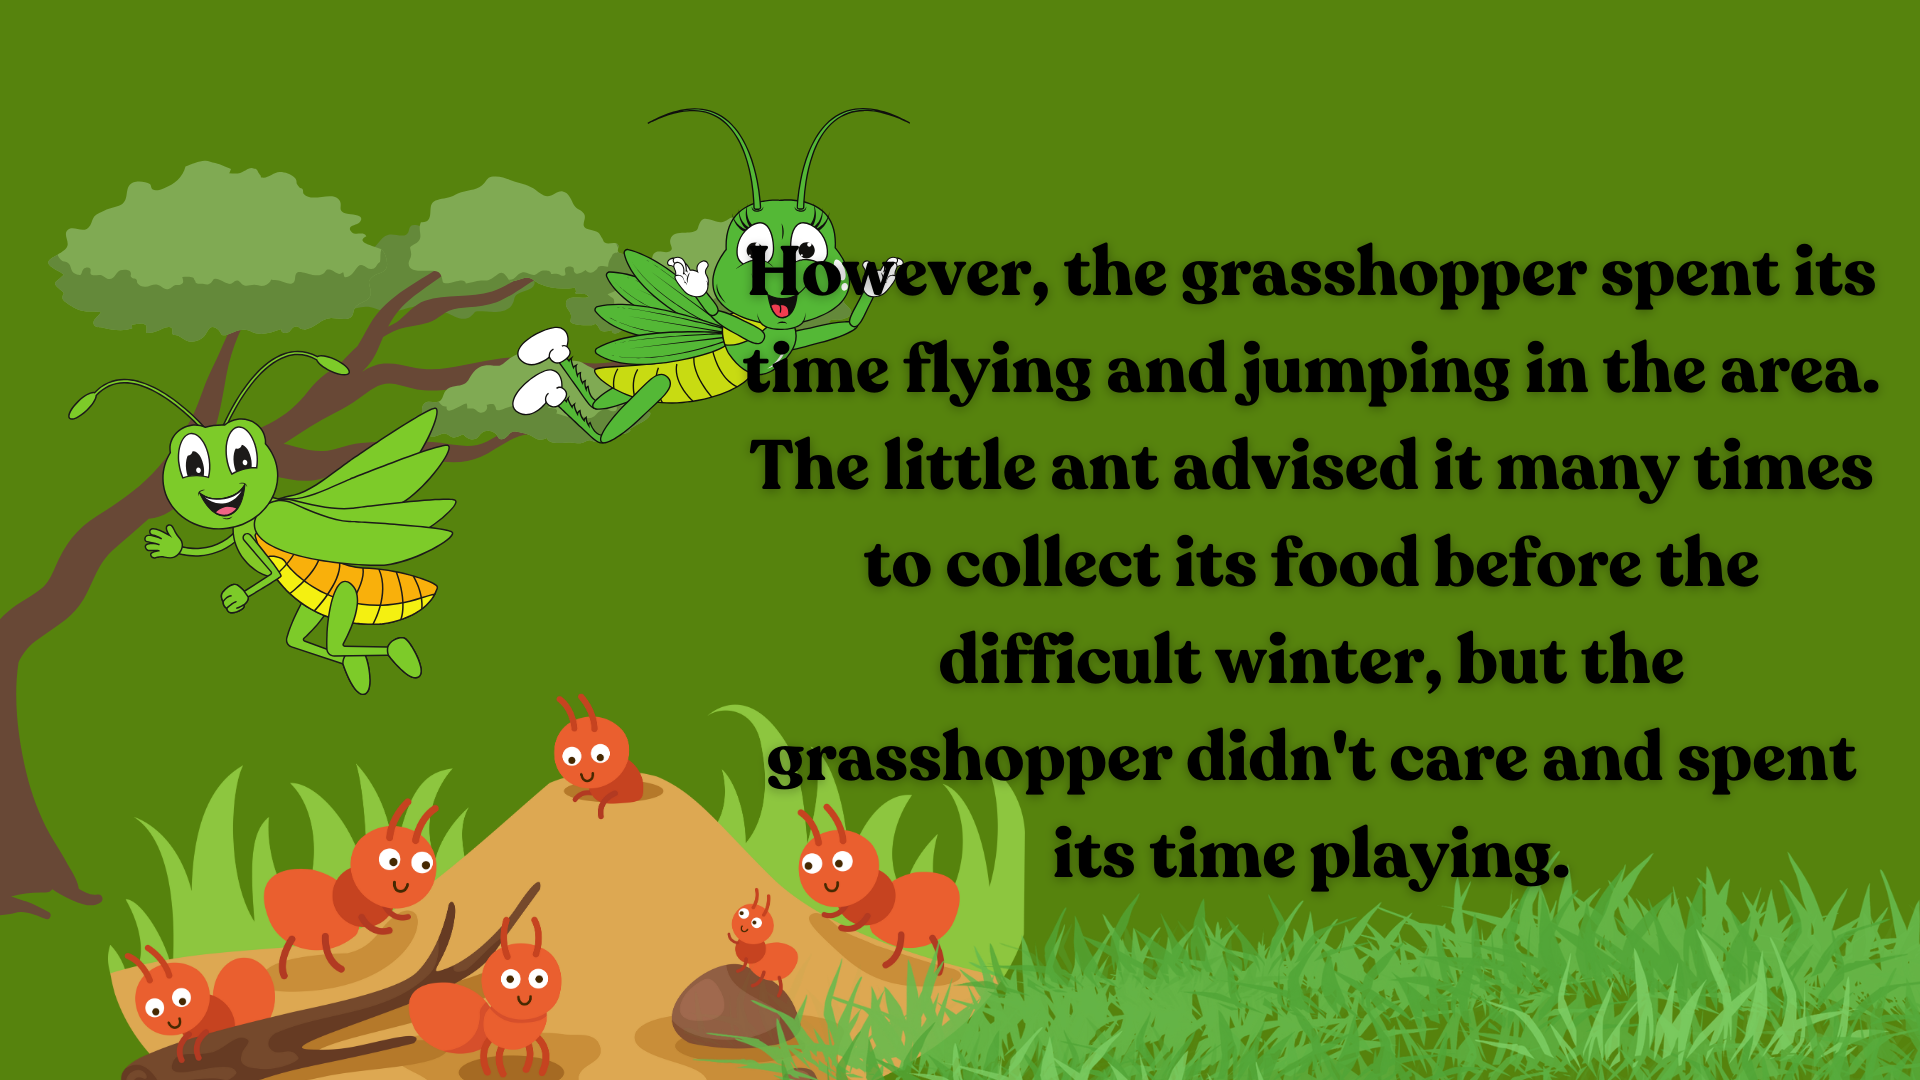 However, the grasshopper spent its
time flying and jumping in the area.
The little ant advised it many times
to collect its food before the
difficult winter, but the
grasshopper didn't care and spent
its time playing.